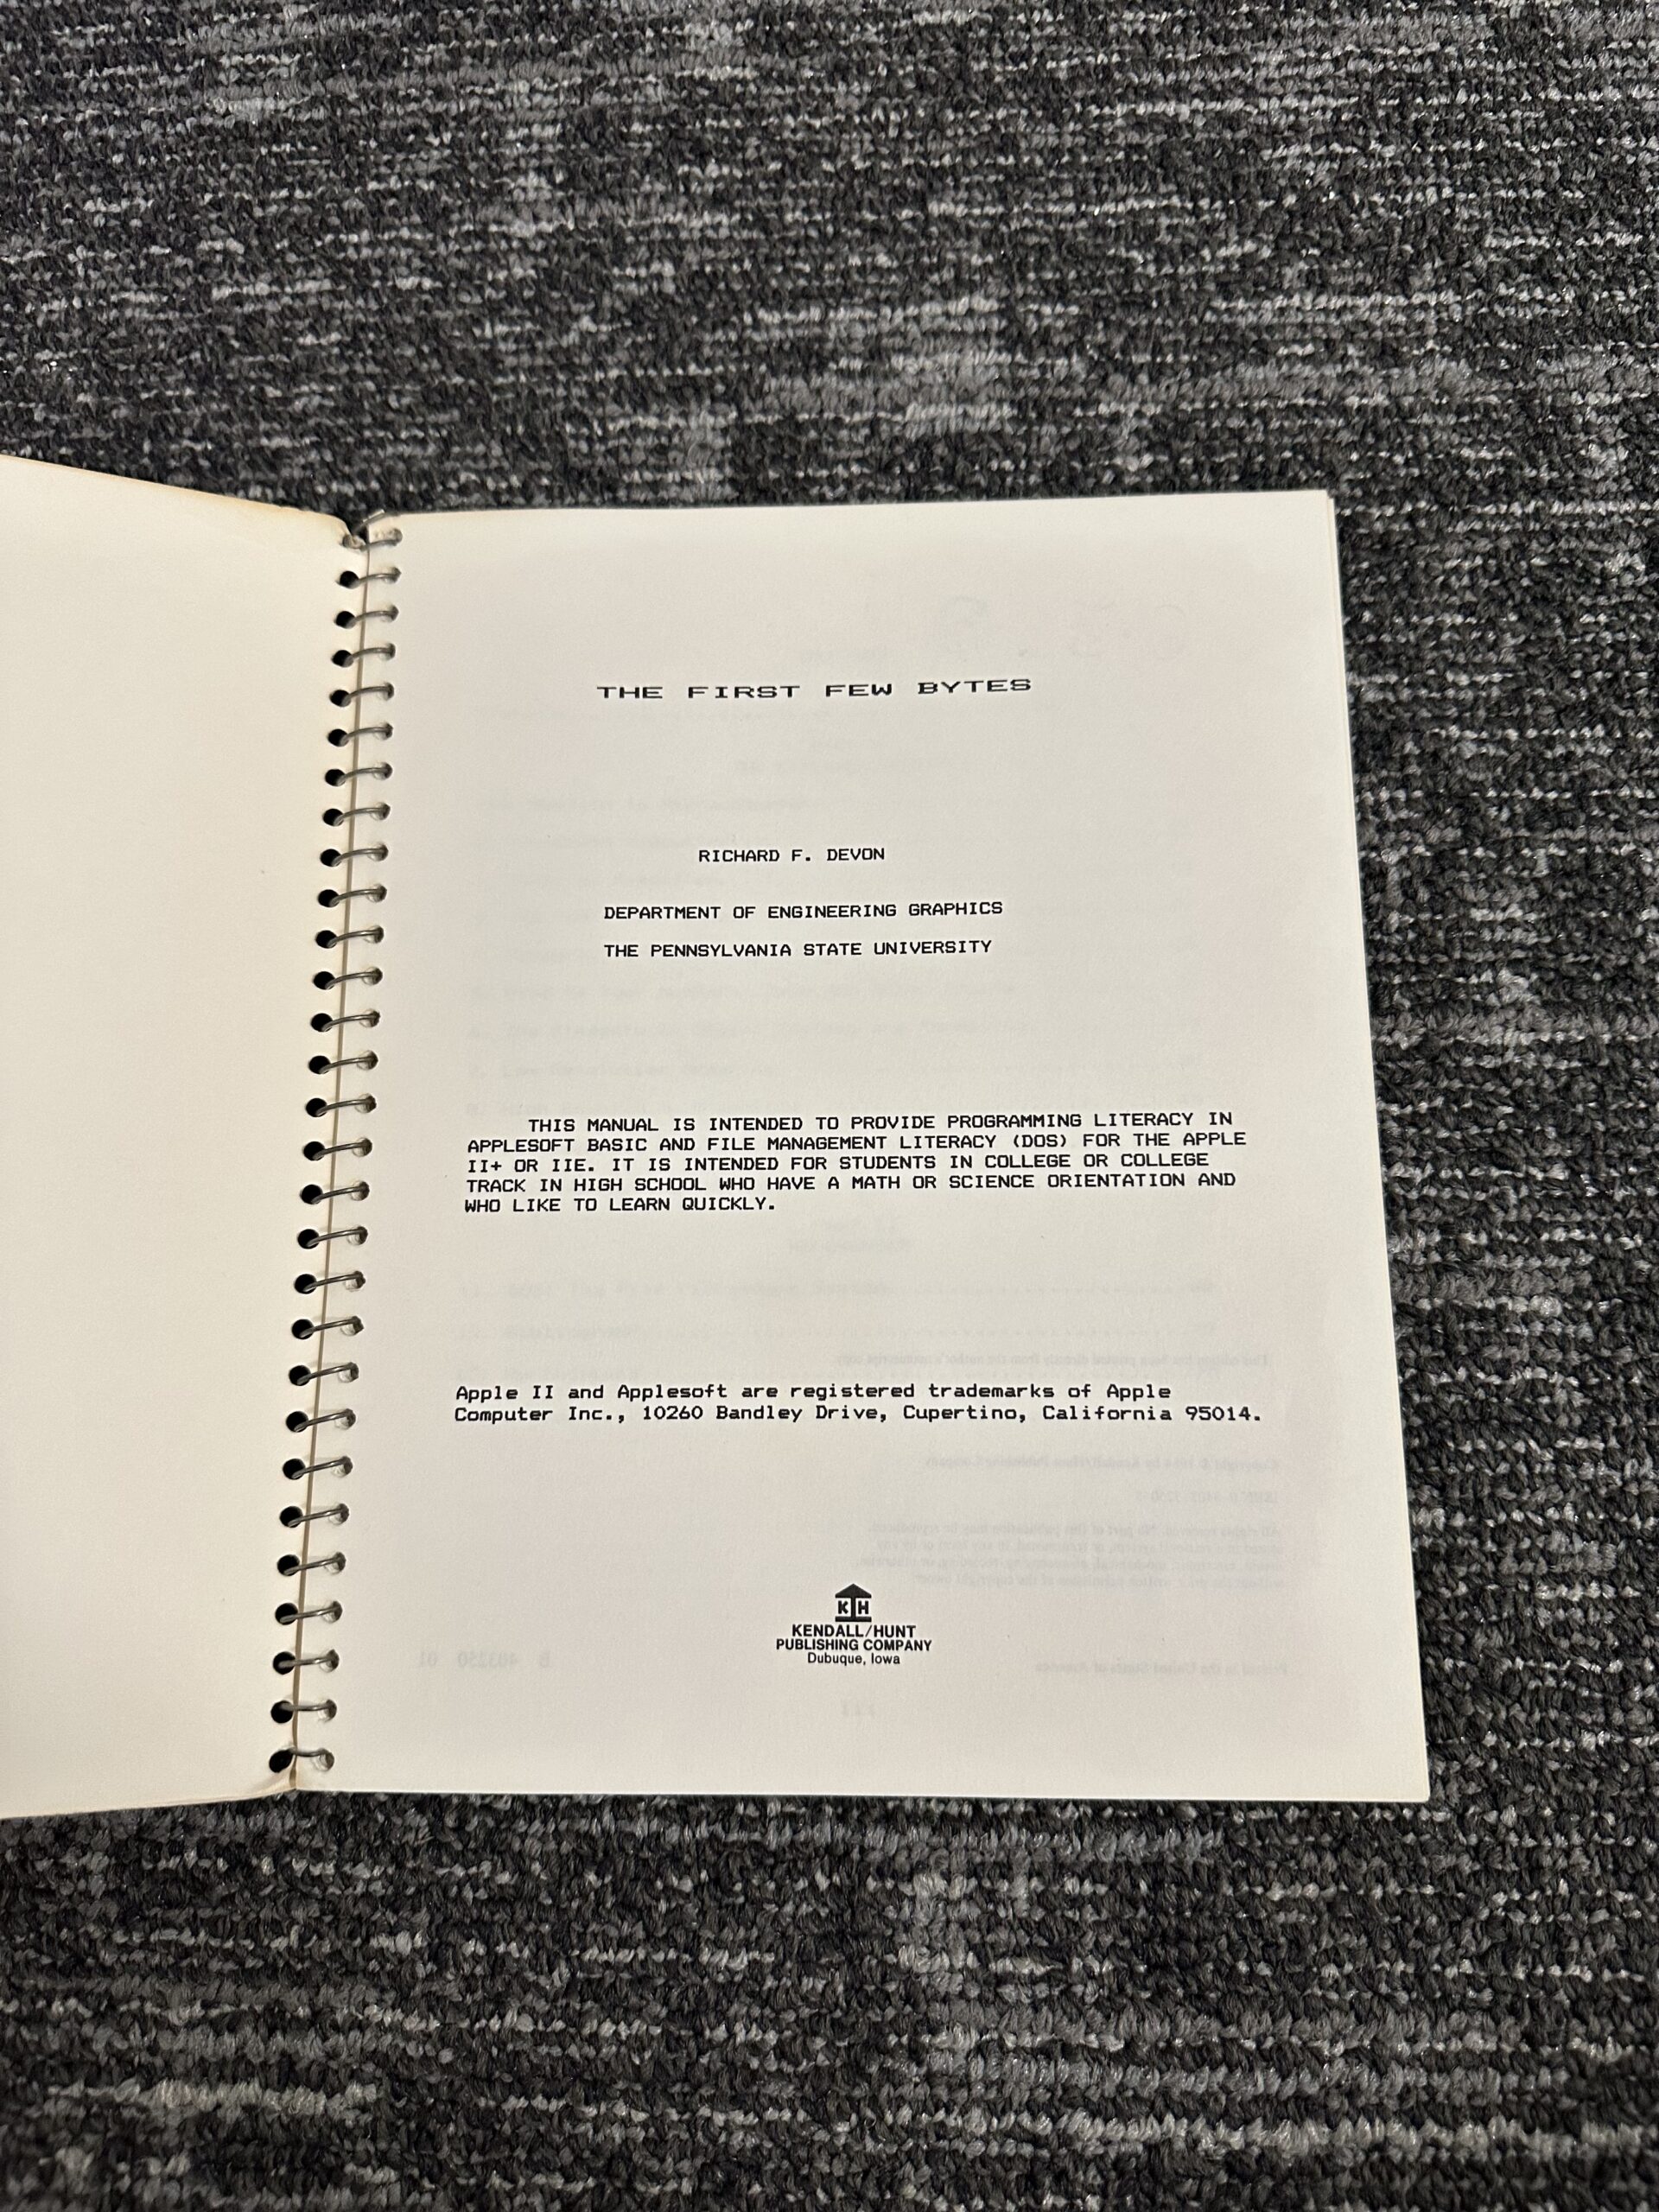 THE FIRST FEW BYTES
RICHARD F. DEVON
DEPARTMENT OF ENGINEERING GRAPHICS
THE PENNSYLVANIA STATE UNIVERSITY
THIS MANUAL IS INTENDED TO PROVIDE PROGRAMMING LITERACY IN
APPLESOFT BASIC AND FILE MANAGEMENT LITERACY (DOS) FOR THE APPLE
II+ OR IIE. IT IS INTENDED FOR STUDENTS IN COLLEGE OR COLLEGE
TRACK IN HIGH SCHOOL WHO HAVE A MATH OR SCIENCE ORIENTATION AND
WHO LIKE TO LEARN QUICKLY.
Apple II and Applesoft are registered trademarks of Apple
Computer Inc., 10260 Bandley Drive, Cupertino, California 95014.
K H
KENDALL/HUNT
PUBLISHING COMPANY
Dubuque, Iowa